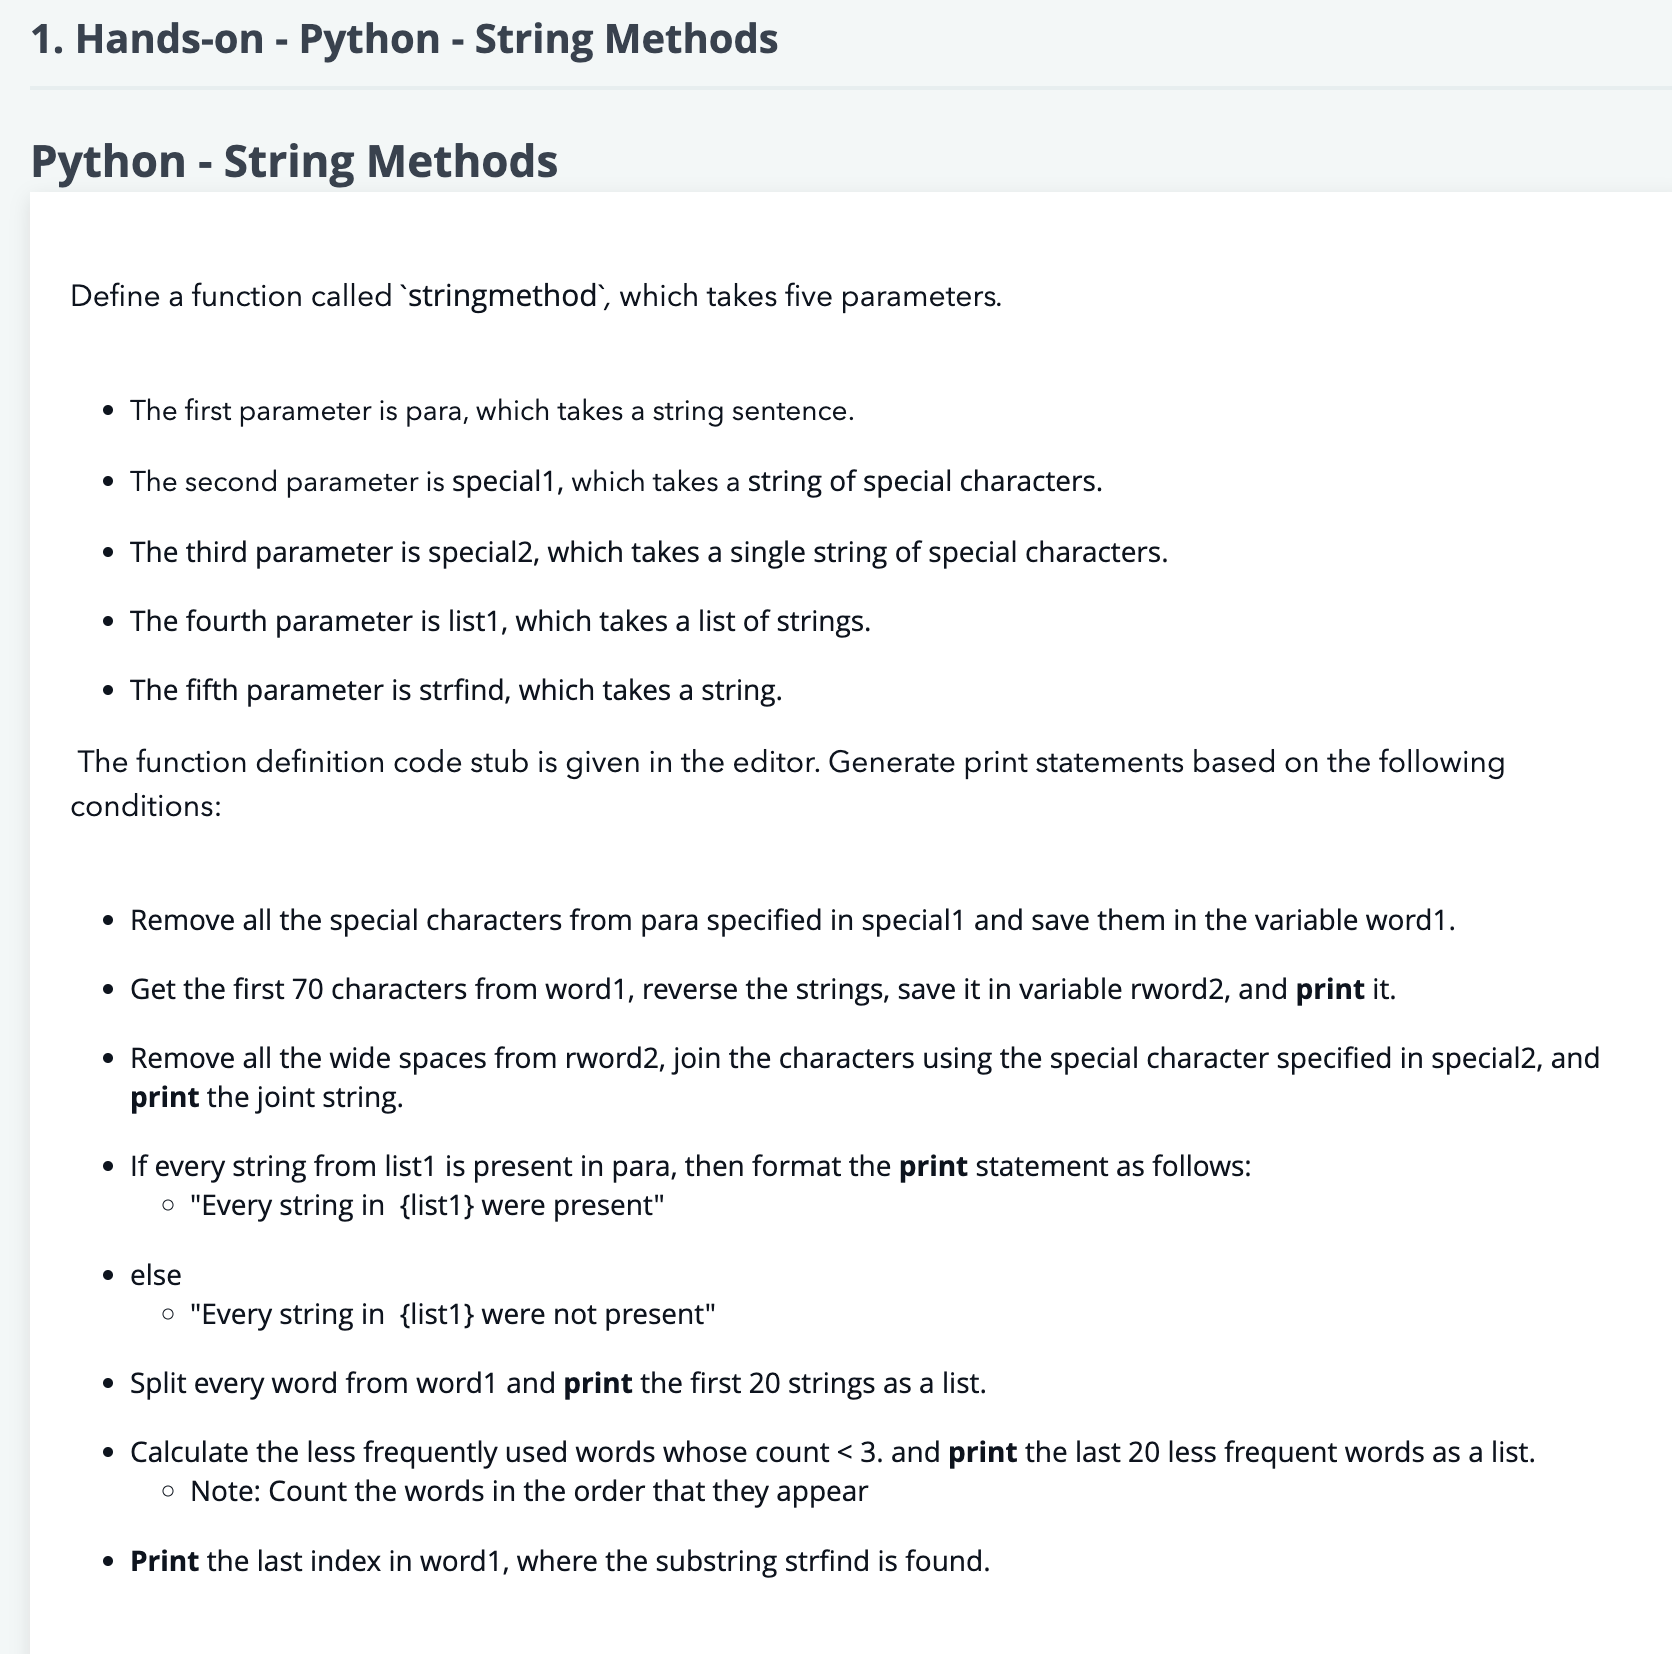 1. Hands-on - Python - String Methods
Python - String Methods
Define a function called `stringmethod`, which takes five parameters.
• The first parameter is para, which takes a string sentence.
• The second parameter is special1, which takes a string of special characters.
• The third parameter is special2, which takes a single string of special characters.
• The fourth parameter is list1, which takes a list of strings.
• The fifth parameter is strfind, which takes a string.
The function definition code stub is given in the editor. Generate print statements based on the following
conditions:
• Remove all the special characters from para specified in special1 and save them in the variable word1.
• Get the first 70 characters from word1, reverse the strings, save it in variable rword2, and print it.
• Remove all the wide spaces from rword2, join the characters using the special character specified in special2, and
print the joint string.
• If every string from list1 is present in para, then format the print statement as follows:
○ "Every string in  {list1} were present"
• else
○ "Every string in  {list1} were not present"
• Split every word from word1 and print the first 20 strings as a list.
• Calculate the less frequently used words whose count < 3. and print the last 20 less frequent words as a list.
○ Note: Count the words in the order that they appear
• Print the last index in word1, where the substring strfind is found.